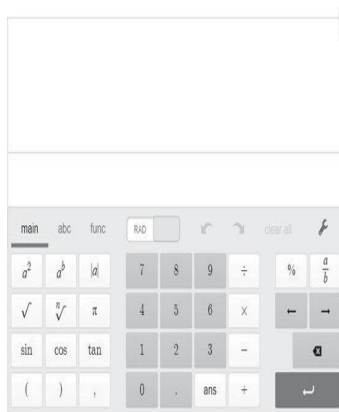 main abc func RAD clear all
a² aᵇ |a| 7 8 9 ÷ % a/b
√ ⁿ√ π 4 5 6 × ← →
sin cos tan 1 2 3 −
( ) , 0 . ans +